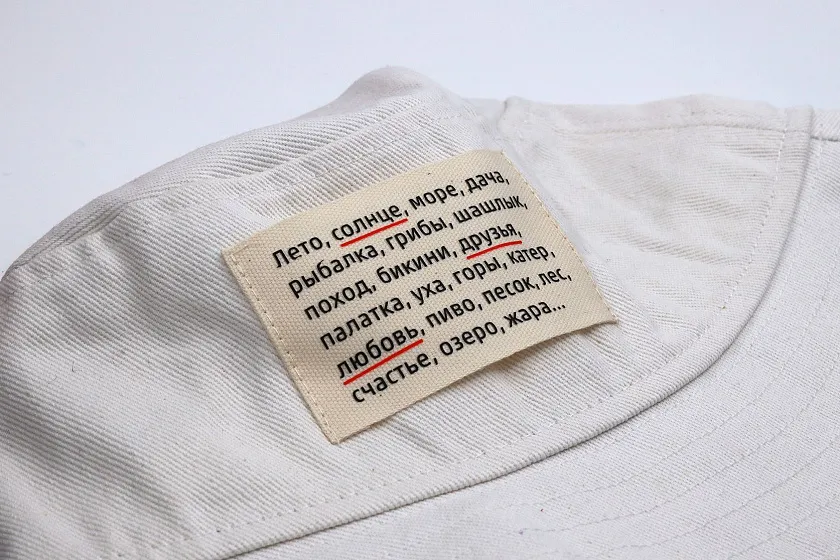 Лето, солнце, море, дача,
рыбалка, грибы, шашлык,
поход, бикини, друзья,
палатка, уха, горы, катер,
любовь, пиво, песок, лес,
счастье, озеро, жара...